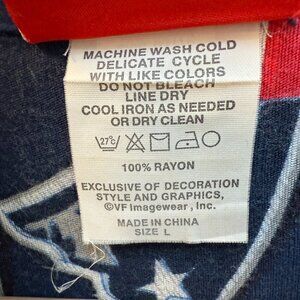 MACHINE WASH COLD
DELICATE CYCLE
WITH LIKE COLORS
DO NOT BLEACH
LINE DRY
COOL IRON AS NEEDED
OR DRY CLEAN
27°C
100% RAYON
EXCLUSIVE OF DECORATION
STYLE AND GRAPHICS,
©VF Imagewear, Inc.
MADE IN CHINA
SIZE L